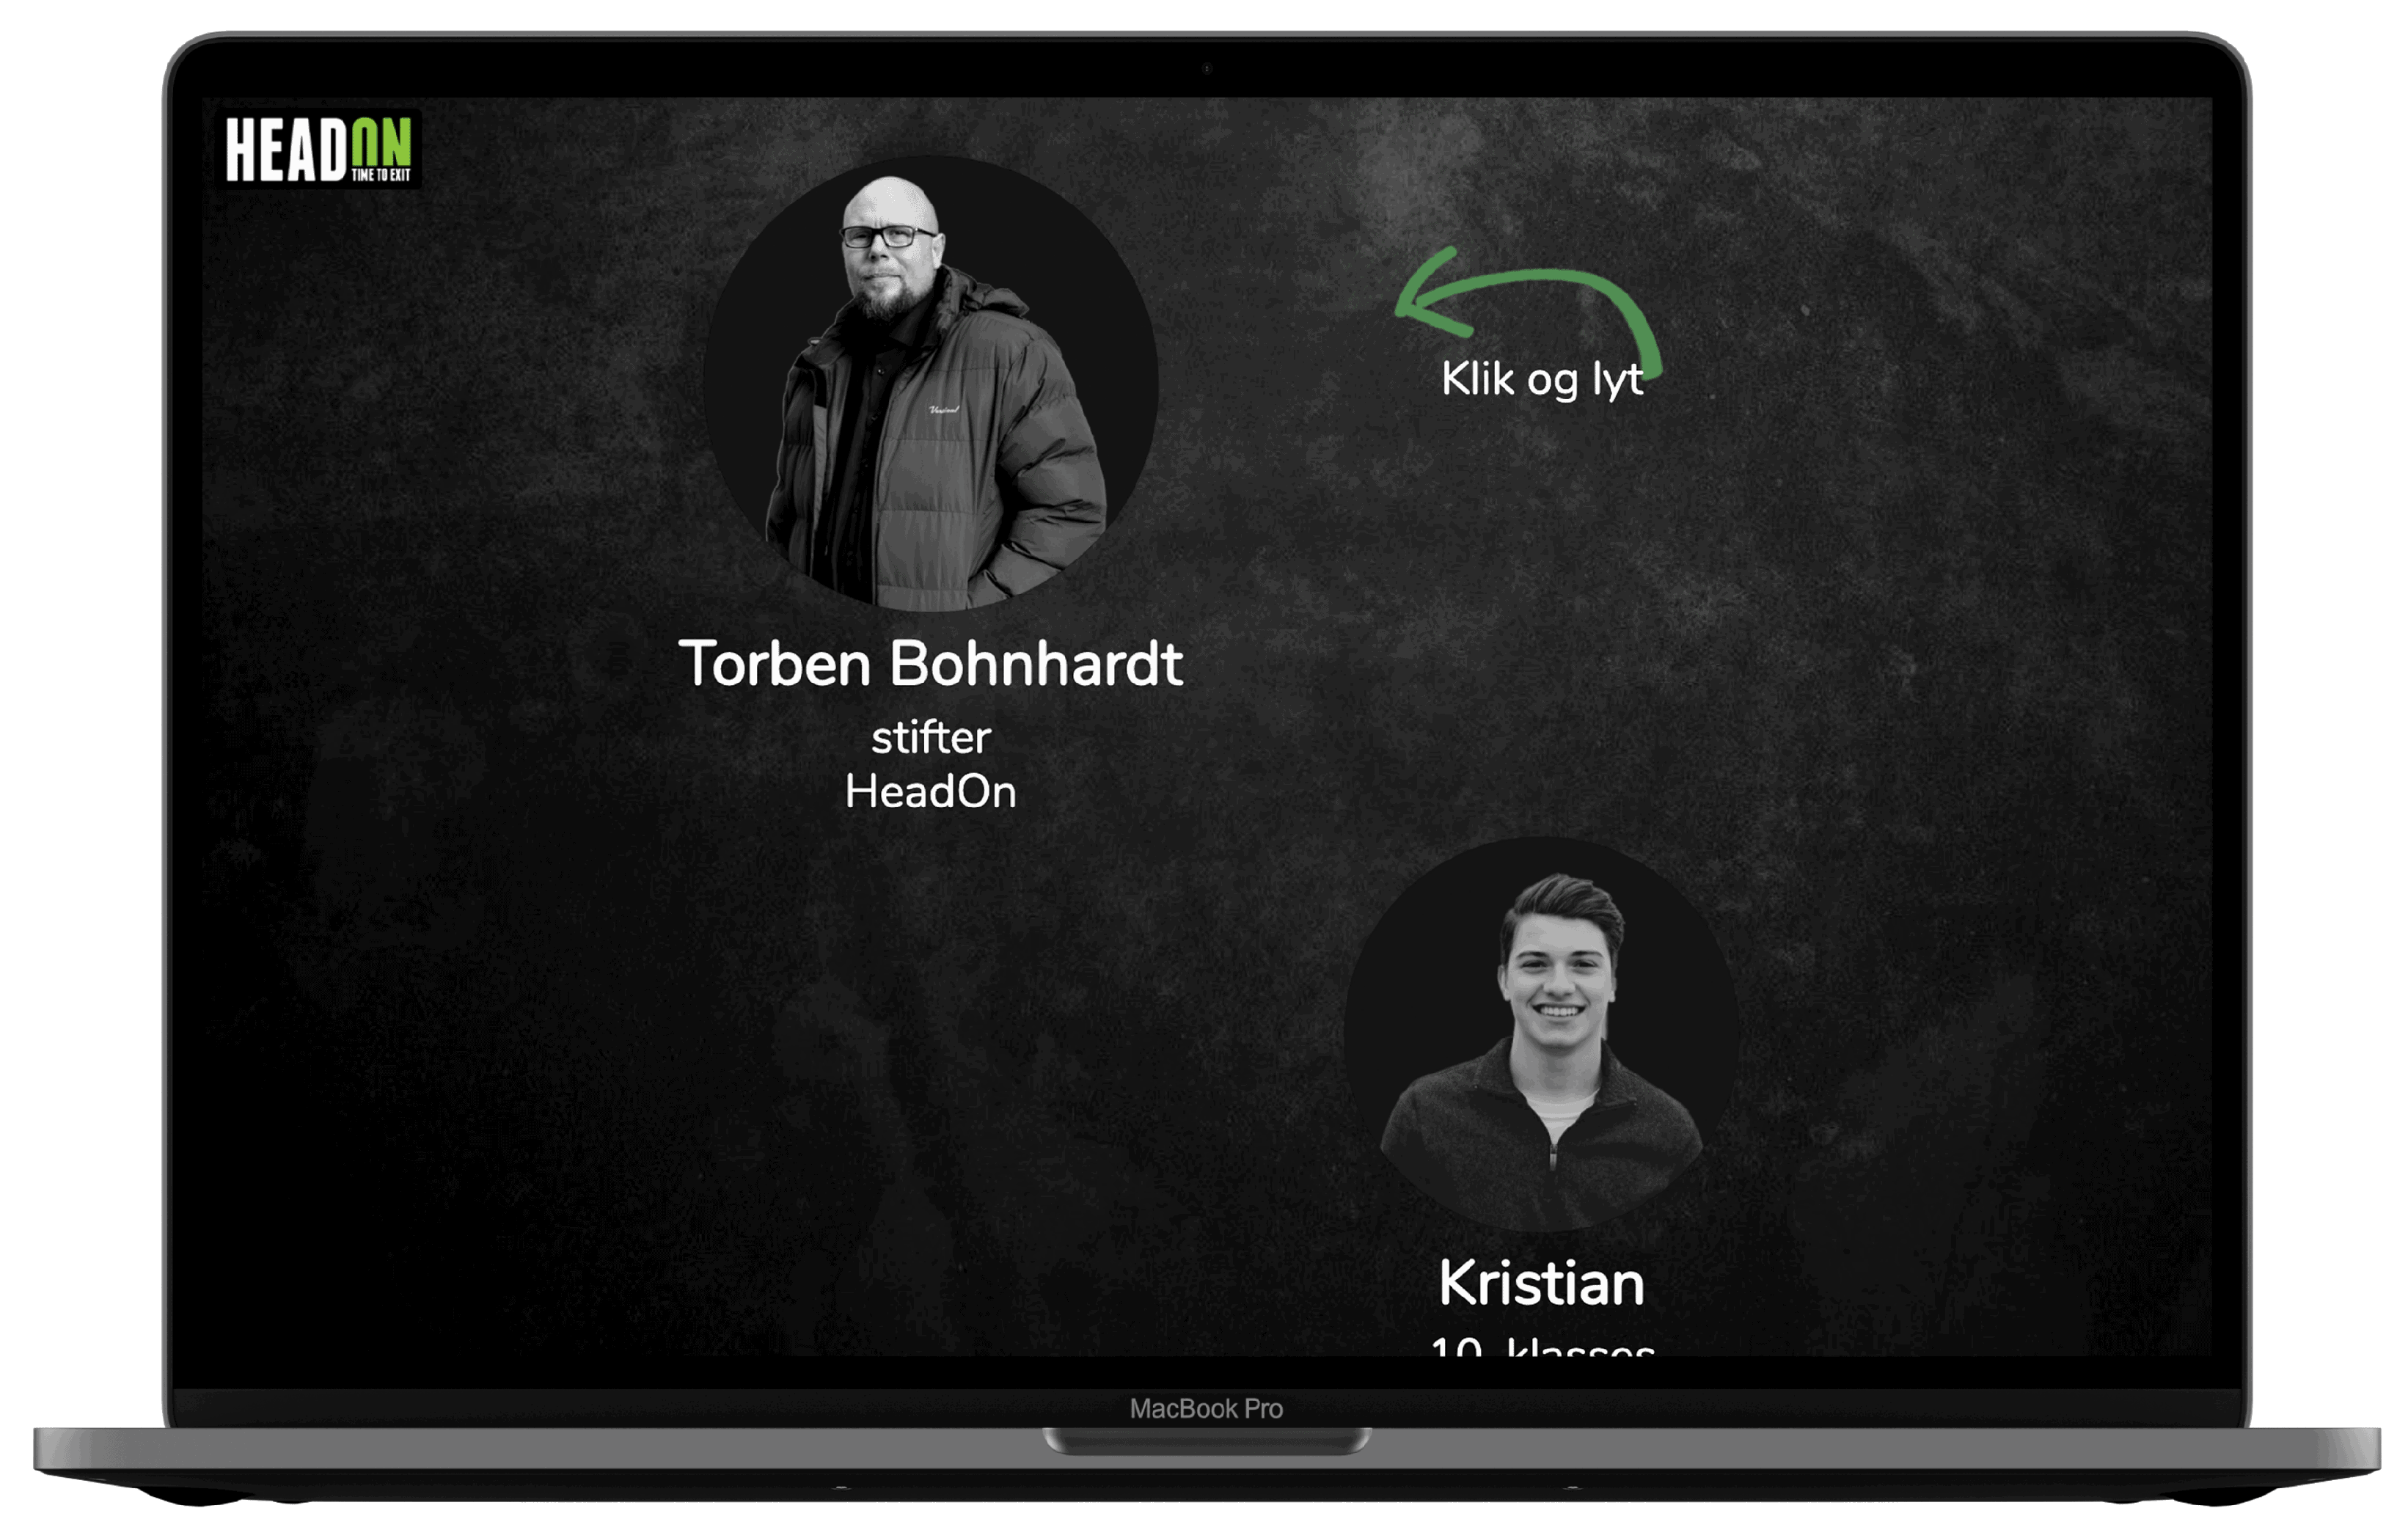 HEADON
TIME TO EXIT
Klik og lyt
Torben Bohnhardt
stifter
HeadOn
Kristian
10. klasses
MacBook Pro